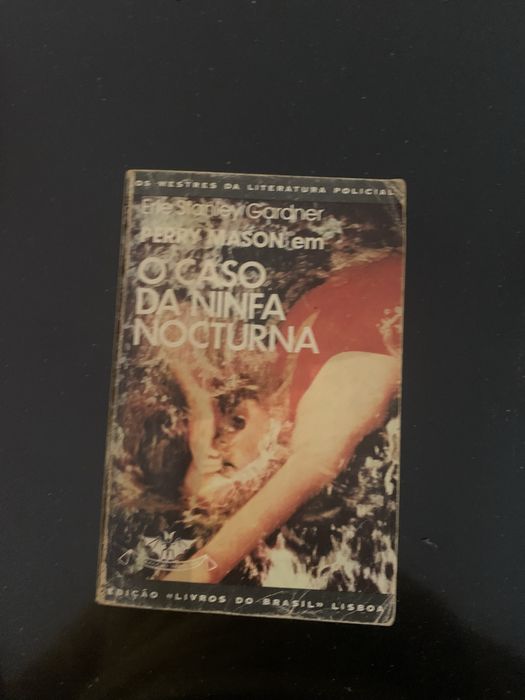 OS MESTRES DA LITERATURA POLICIAL
Erle Stanley Gardner
PERRY MASON em
O CASO
DA NINFA
NOCTURNA
EDIÇÃO «LIVROS DO BRASIL» LISBOA